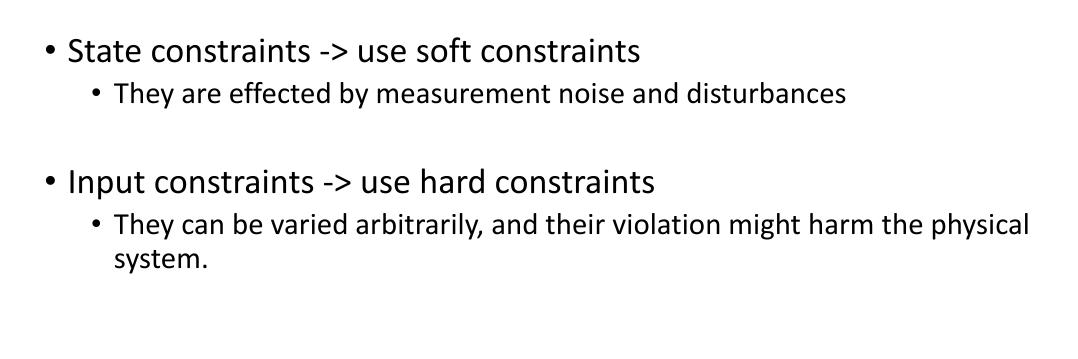 • State constraints -> use soft constraints
• They are effected by measurement noise and disturbances
• Input constraints -> use hard constraints
• They can be varied arbitrarily, and their violation might harm the physical
system.